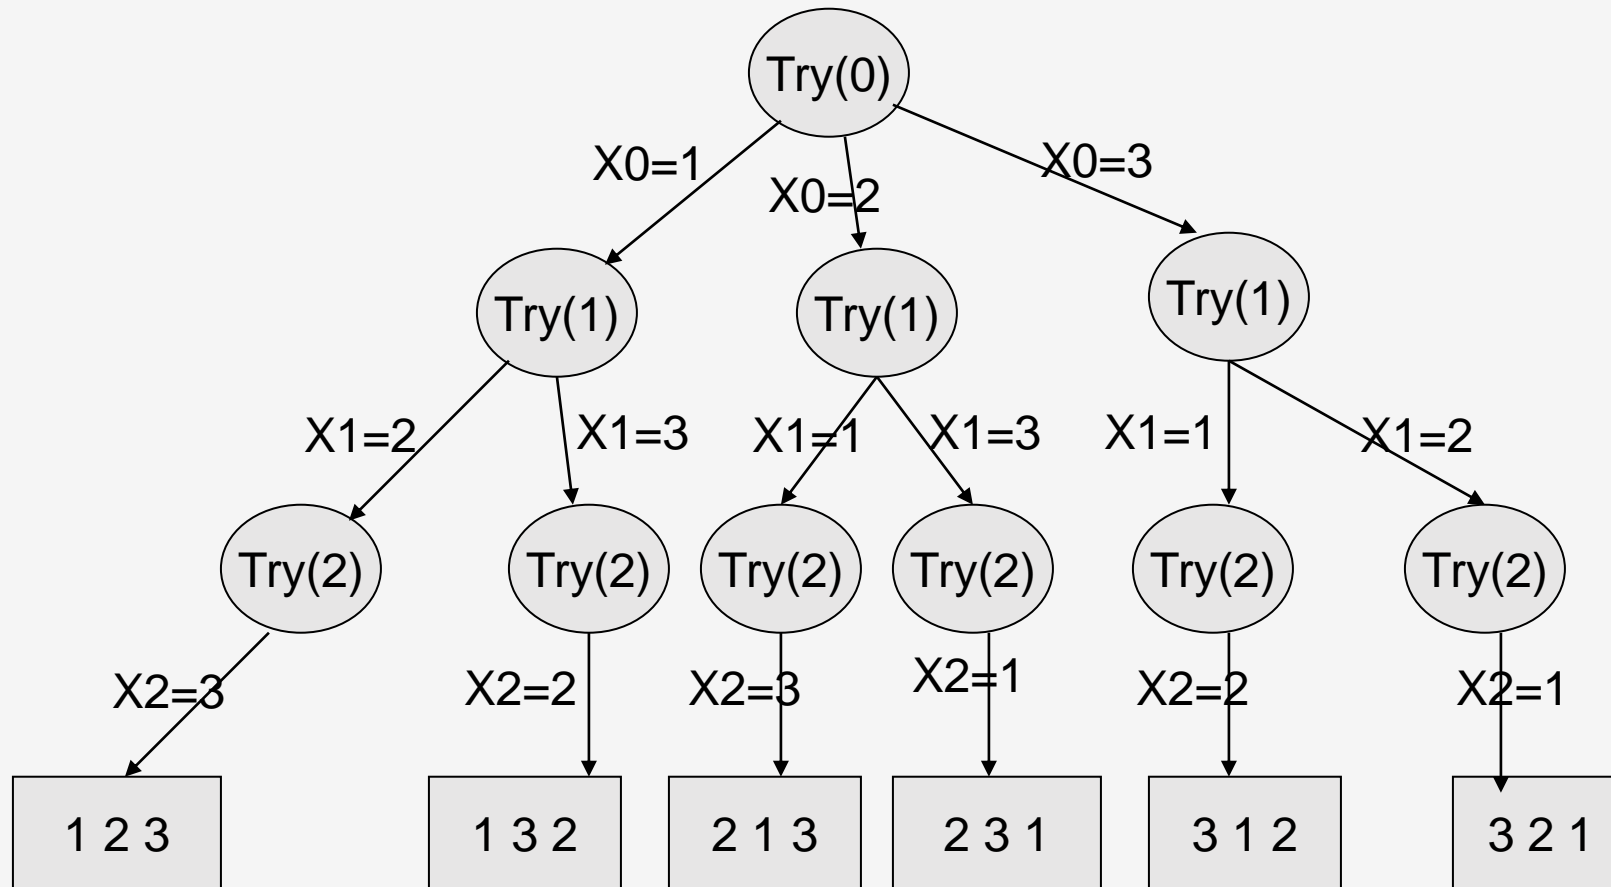 Try(0)
X0=1
X0=2
X0=3
Try(1)
Try(1)
Try(1)
X1=2
X1=3
X1=1
X1=3
X1=1
X1=2
Try(2)
Try(2)
Try(2)
Try(2)
Try(2)
Try(2)
X2=3
X2=2
X2=3
X2=1
X2=2
X2=1
1 2 3
1 3 2
2 1 3
2 3 1
3 1 2
3 2 1